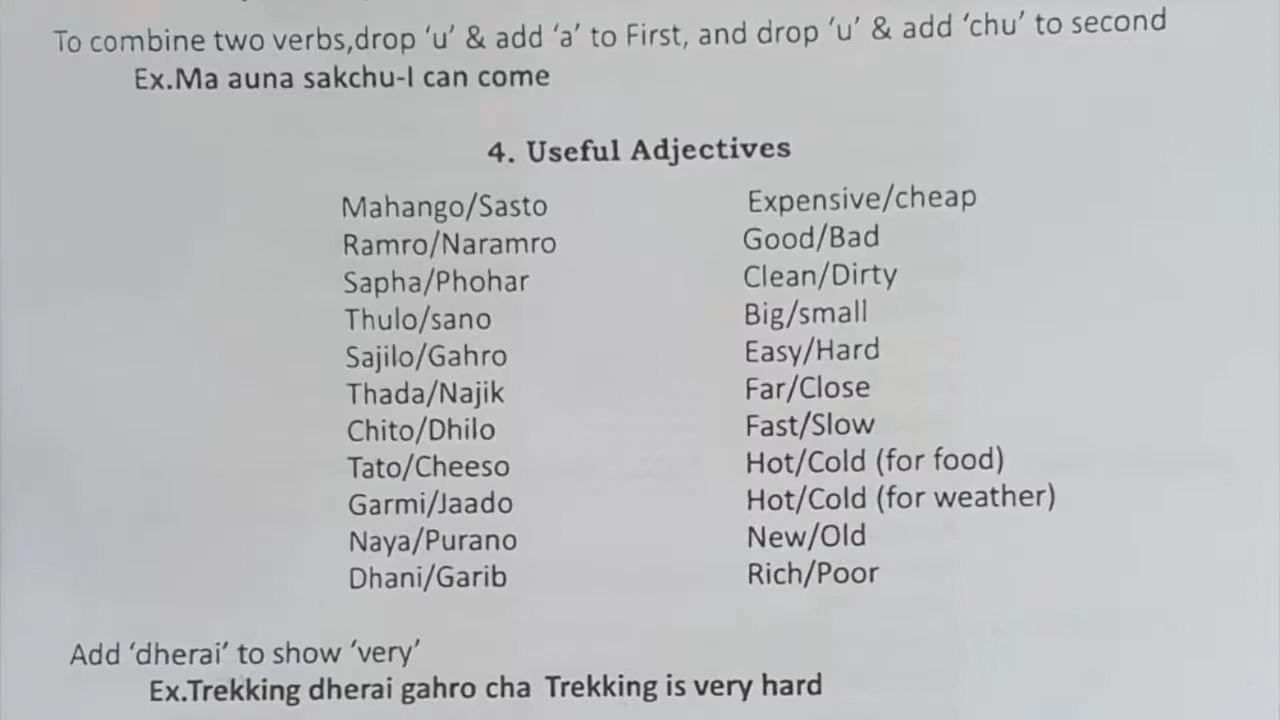 To combine two verbs,drop ‘u’ & add ‘a’ to First, and drop ‘u’ & add ‘chu’ to second
Ex.Ma auna sakchu-I can come
4. Useful Adjectives
Mahango/Sasto Expensive/cheap
Ramro/Naramro Good/Bad
Sapha/Phohar Clean/Dirty
Thulo/sano Big/small
Sajilo/Gahro Easy/Hard
Thada/Najik Far/Close
Chito/Dhilo Fast/Slow
Tato/Cheeso Hot/Cold (for food)
Garmi/Jaado Hot/Cold (for weather)
Naya/Purano New/Old
Dhani/Garib Rich/Poor
Add ‘dherai’ to show ‘very’
Ex.Trekking dherai gahro cha Trekking is very hard